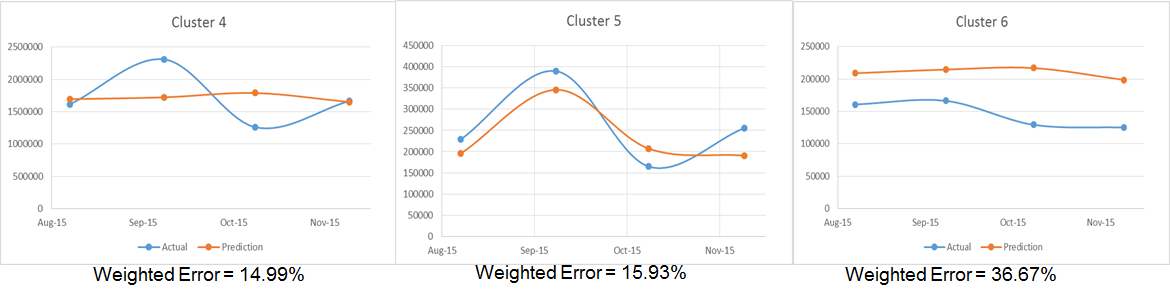 Cluster 4
2500000
2000000
1500000
1000000
500000
0
Aug-15 Sep-15 Oct-15 Nov-15
Actual Prediction
Weighted Error = 14.99%
Cluster 5
450000
400000
350000
300000
250000
200000
150000
100000
50000
0
Aug-15 Sep-15 Oct-15 Nov-15
Actual Prediction
Weighted Error = 15.93%
Cluster 6
250000
200000
150000
100000
50000
0
Aug-15 Sep-15 Oct-15 Nov-15
Actual Prediction
Weighted Error = 36.67%